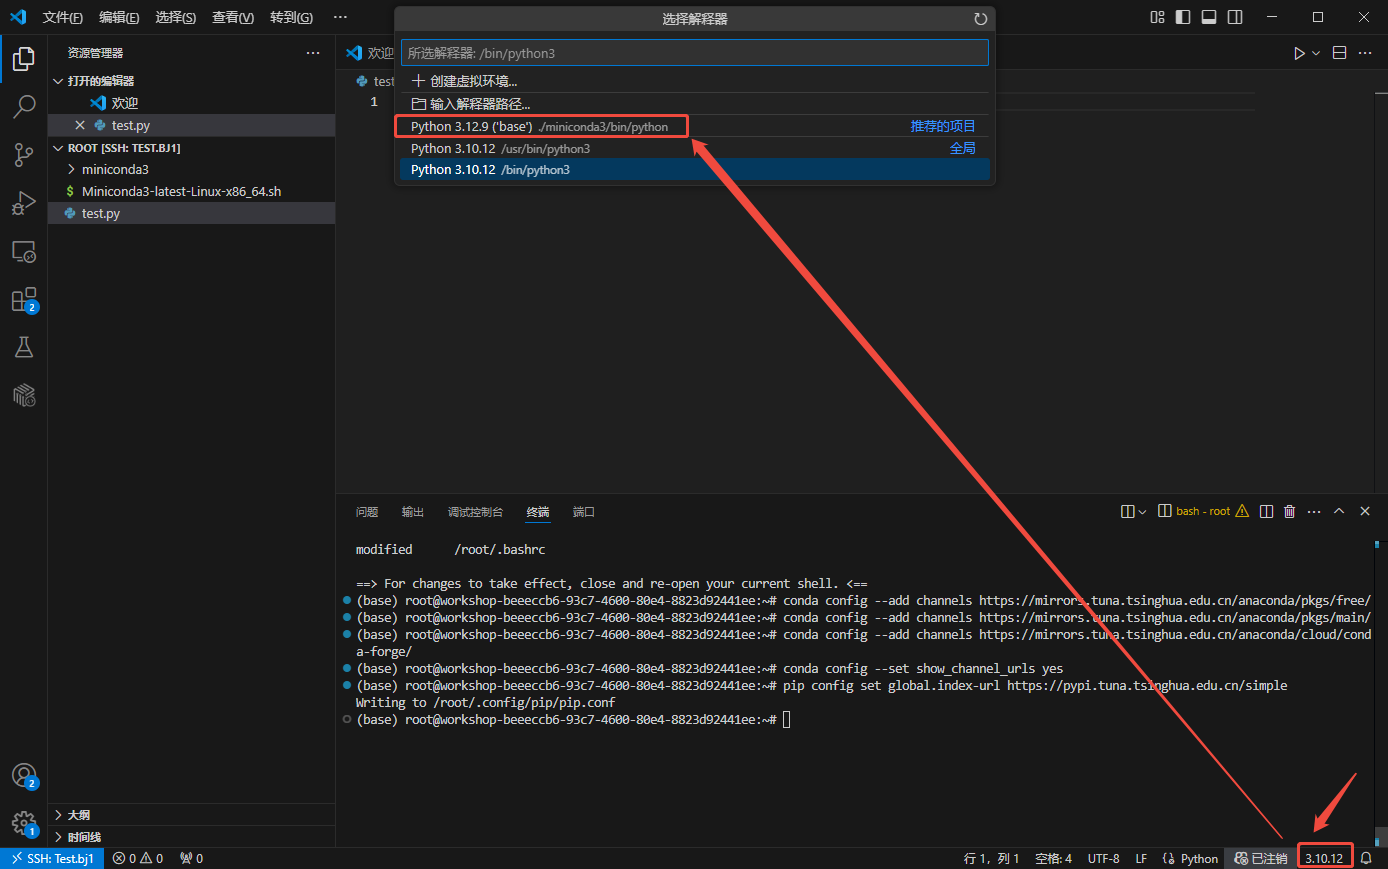 文件(F) 编辑(E) 选择(S) 查看(V) 转到(G) ···
选择解释器
所选解释器: /bin/python3
创建虚拟环境...
输入解释器路径...
Python 3.12.9 ('base') ./miniconda3/bin/python 推荐的项目
Python 3.10.12 /usr/bin/python3 全局
Python 3.10.12 /bin/python3
资源管理器 ···
打开的编辑器
欢迎
test.py
ROOT [SSH: TEST.BJ1]
miniconda3
$ Miniconda3-latest-Linux-x86_64.sh
test.py
大纲
时间线
2
2
1
欢迎
test
1
问题 输出 调试控制台 终端 端口
bash - root
modified /root/.bashrc
==> For changes to take effect, close and re-open your current shell. <==
(base) root@workshop-beeeccb6-93c7-4600-80e4-8823d92441ee:~# conda config --add channels https://mirrors.tuna.tsinghua.edu.cn/anaconda/pkgs/free/
(base) root@workshop-beeeccb6-93c7-4600-80e4-8823d92441ee:~# conda config --add channels https://mirrors.tuna.tsinghua.edu.cn/anaconda/pkgs/main/
(base) root@workshop-beeeccb6-93c7-4600-80e4-8823d92441ee:~# conda config --add channels https://mirrors.tuna.tsinghua.edu.cn/anaconda/cloud/cond
a-forge/
(base) root@workshop-beeeccb6-93c7-4600-80e4-8823d92441ee:~# conda config --set show_channel_urls yes
(base) root@workshop-beeeccb6-93c7-4600-80e4-8823d92441ee:~# pip config set global.index-url https://pypi.tuna.tsinghua.edu.cn/simple
Writing to /root/.config/pip/pip.conf
(base) root@workshop-beeeccb6-93c7-4600-80e4-8823d92441ee:~#
SSH: Test.bj1 0 0 0 行 1，列 1 空格: 4 UTF-8 LF Python 已注销 3.10.12